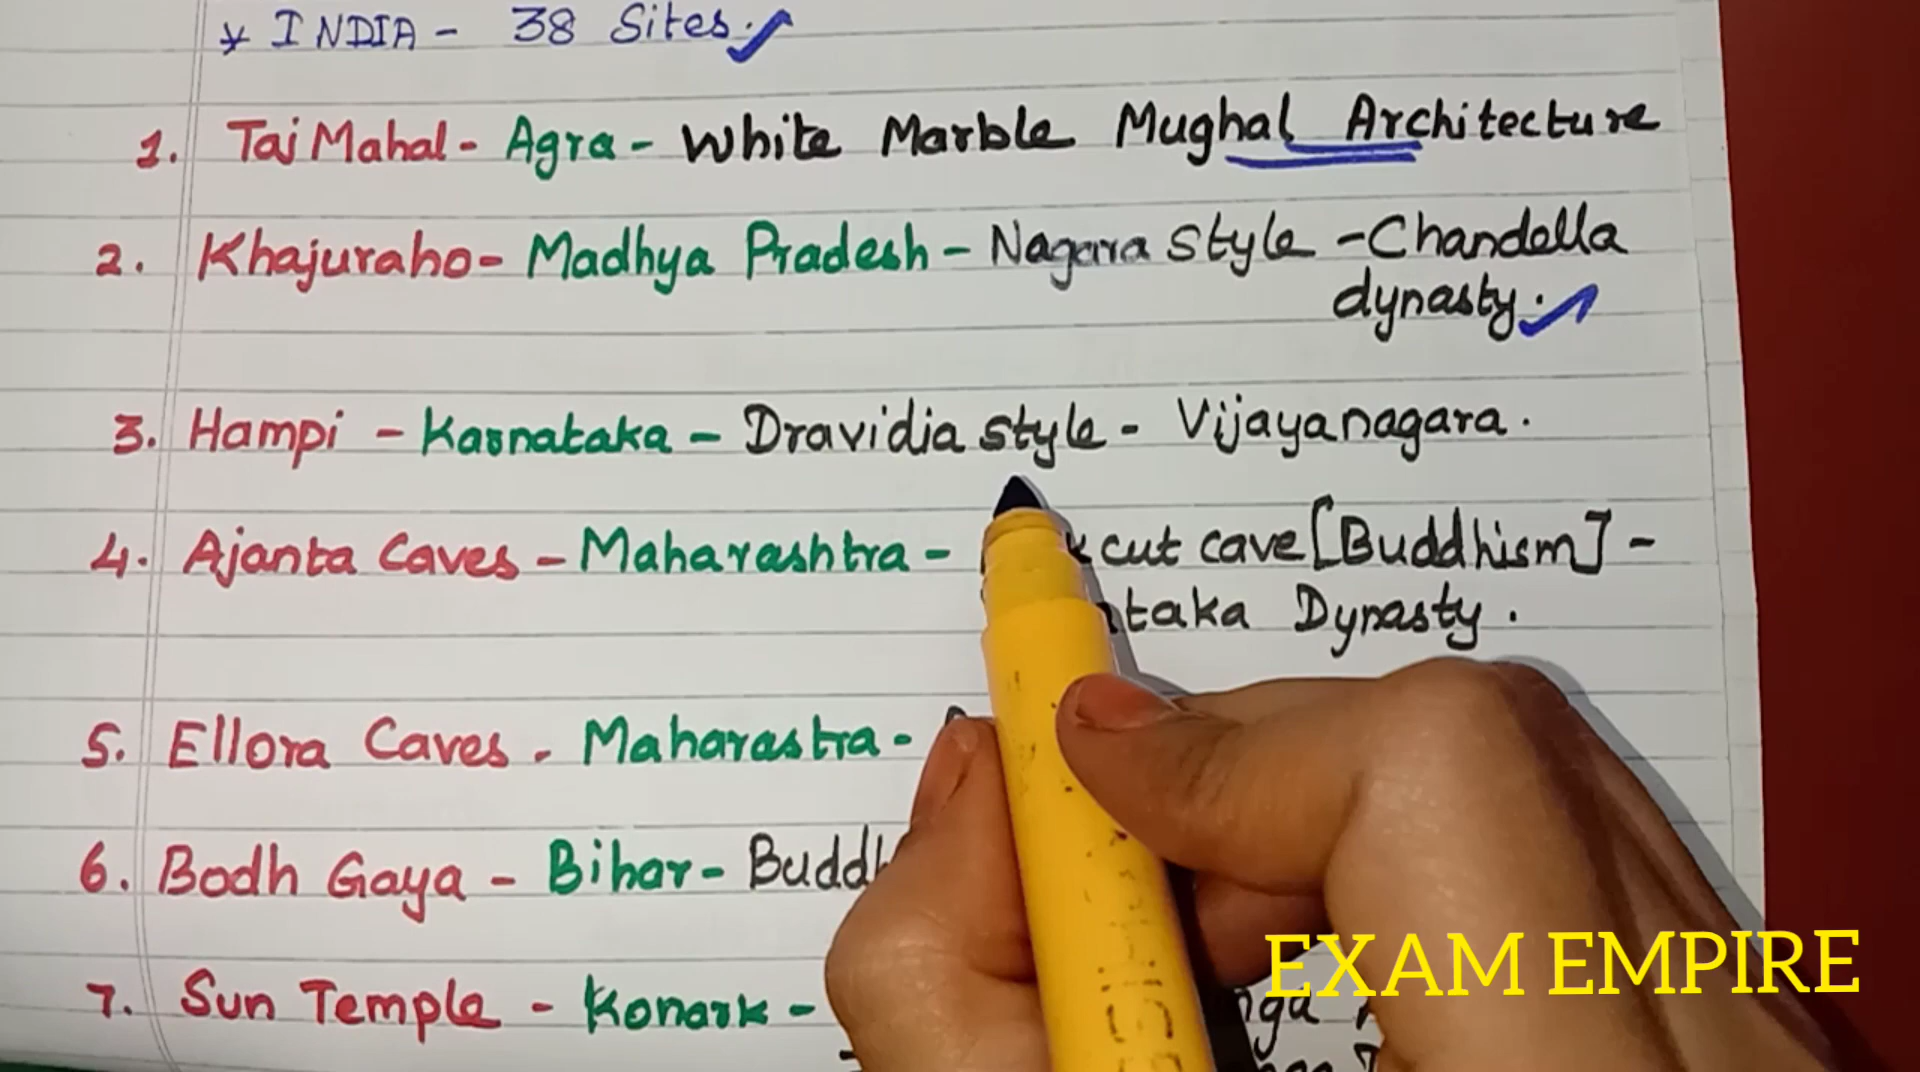 * INDIA - 38 Sites.
1. Taj Mahal - Agra - White Marble Mughal Architecture
2. Khajuraho - Madhya Pradesh - Nagara Style - Chandella
dynasty.
3. Hampi - Karnataka - Dravidia style - Vijayanagara.
4. Ajanta Caves - Maharashtra - cut cave [Buddhism] -
Dynasty.
5. Ellora Caves - Maharastra -
6. Bodh Gaya - Bihar -
7. Sun Temple - Konark -
EXAM EMPIRE